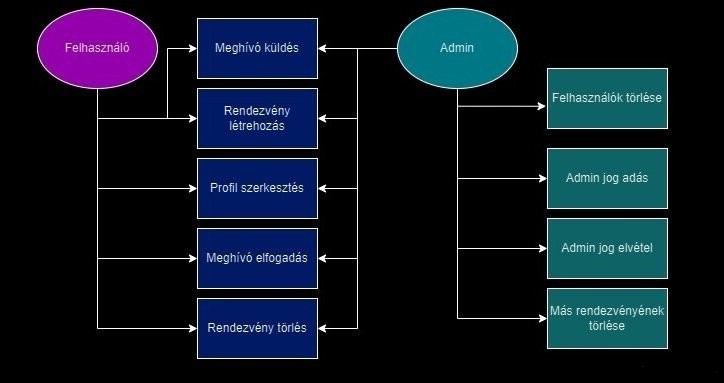 Felhasználó
Meghívó küldés
Admin
Rendezvény
létrehozás
Felhasználók törlése
Profil szerkesztés
Admin jog adás
Meghívó elfogadás
Admin jog elvétel
Rendezvény törlés
Más rendezvényének
törlése